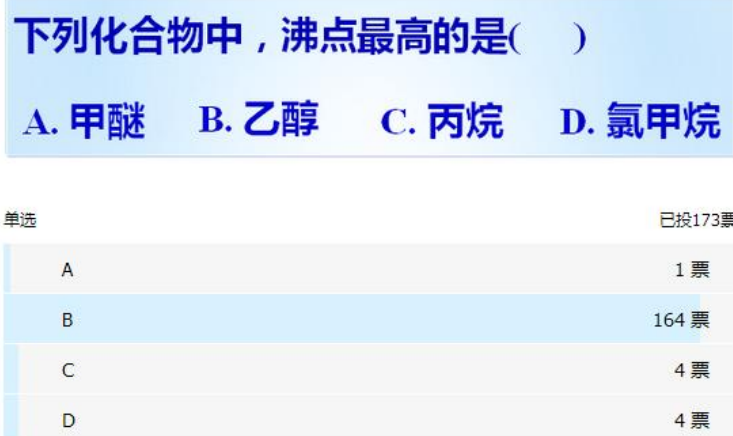 下列化合物中，沸点最高的是(　)
A. 甲醚 B. 乙醇 C. 丙烷 D. 氯甲烷
单选 已投173票
A 1 票
B 164 票
C 4 票
D 4 票